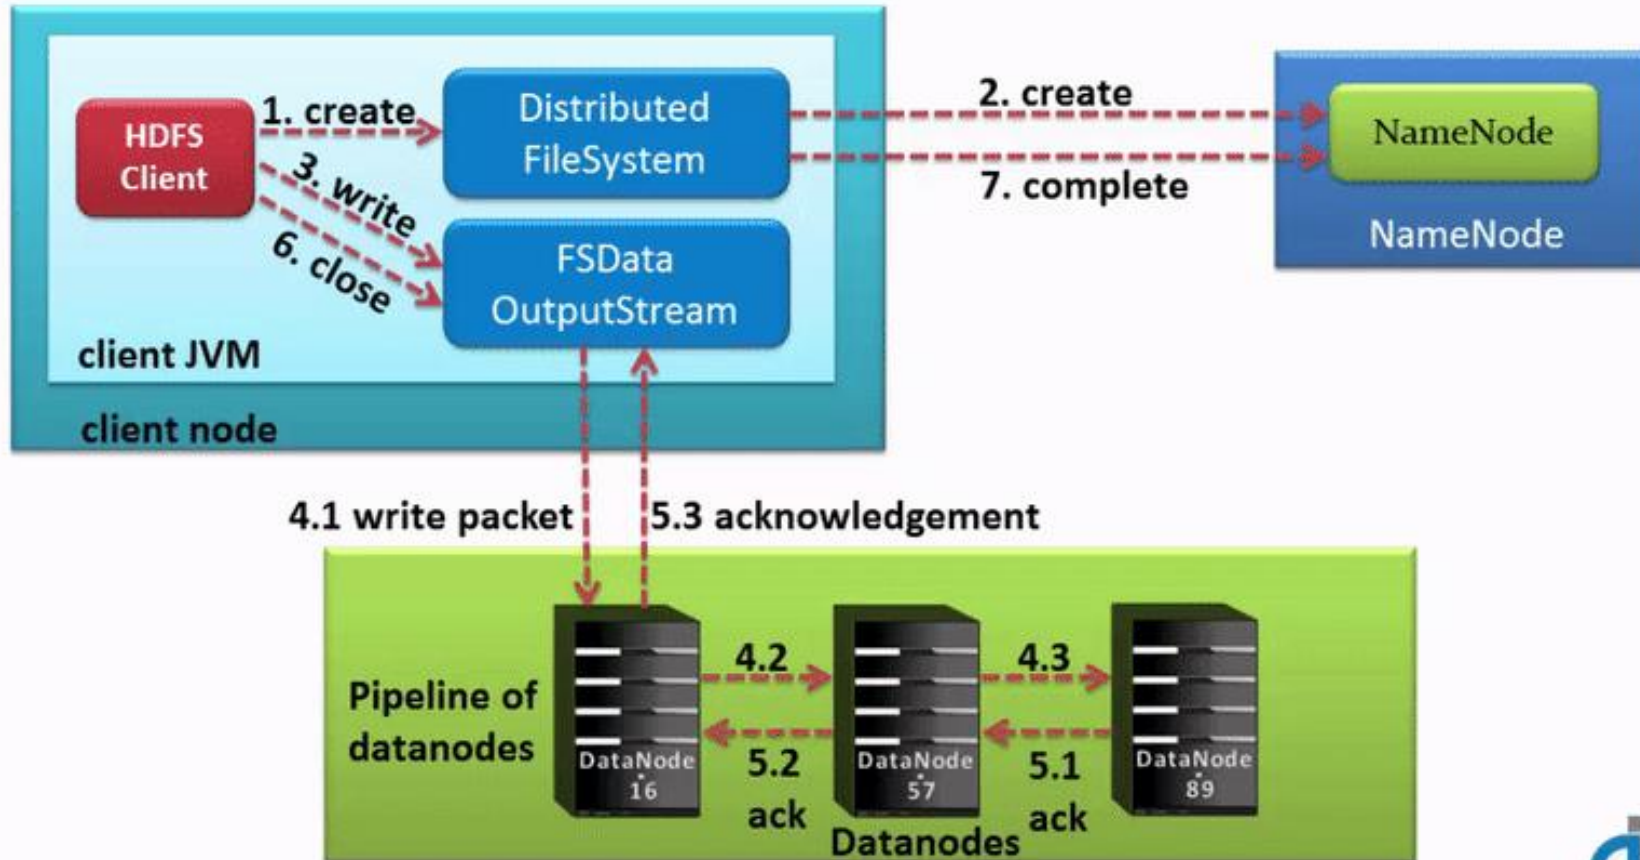 HDFS
Client
1. create
Distributed
FileSystem
2. create
7. complete
NameNode
NameNode
3. write
6. close
FSData
OutputStream
client JVM
client node
4.1 write packet
5.3 acknowledgement
Pipeline of
datanodes
4.2
4.3
5.2
ack
5.1
ack
DataNode
16
DataNode
57
DataNode
89
Datanodes